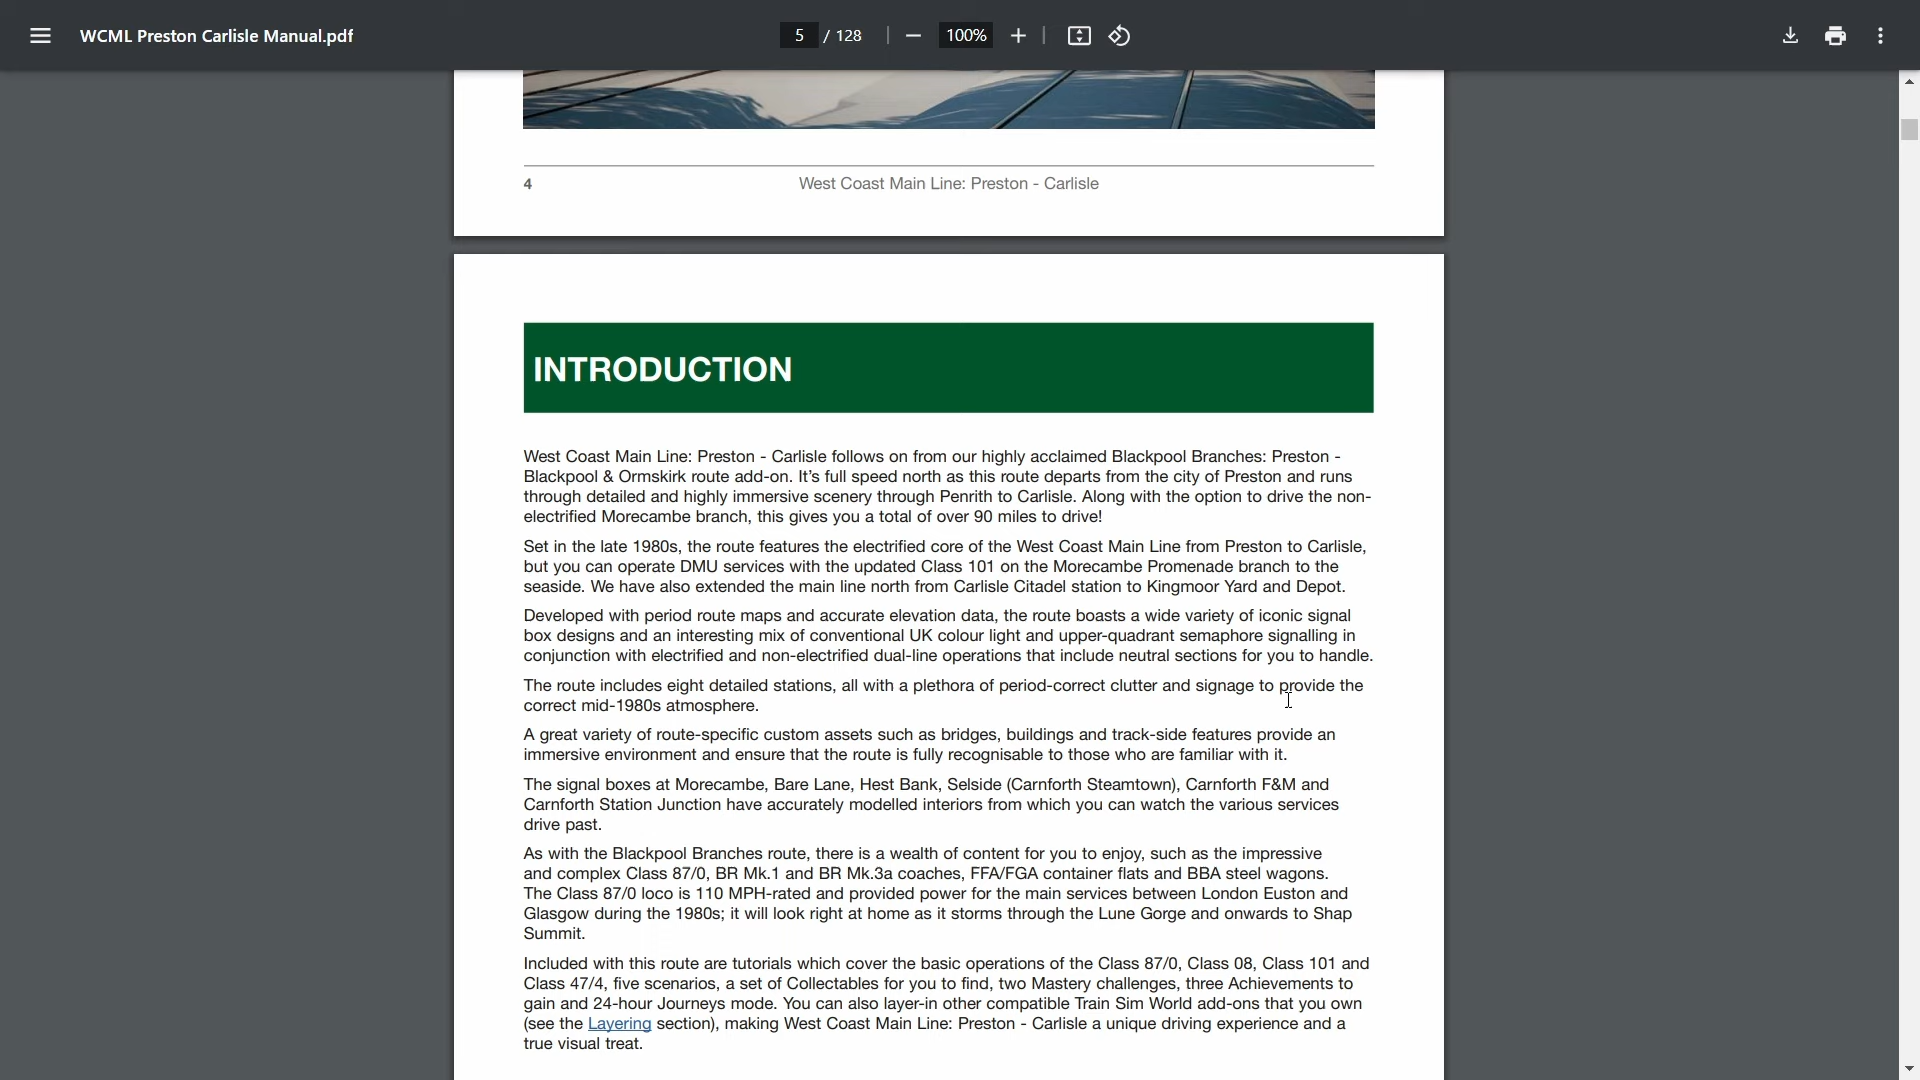 WCML Preston Carlisle Manual.pdf
5 / 128
100%
4
West Coast Main Line: Preston - Carlisle
INTRODUCTION
West Coast Main Line: Preston - Carlisle follows on from our highly acclaimed Blackpool Branches: Preston -
Blackpool & Ormskirk route add-on. It’s full speed north as this route departs from the city of Preston and runs
through detailed and highly immersive scenery through Penrith to Carlisle. Along with the option to drive the non-
electrified Morecambe branch, this gives you a total of over 90 miles to drive!
Set in the late 1980s, the route features the electrified core of the West Coast Main Line from Preston to Carlisle,
but you can operate DMU services with the updated Class 101 on the Morecambe Promenade branch to the
seaside. We have also extended the main line north from Carlisle Citadel station to Kingmoor Yard and Depot.
Developed with period route maps and accurate elevation data, the route boasts a wide variety of iconic signal
box designs and an interesting mix of conventional UK colour light and upper-quadrant semaphore signalling in
conjunction with electrified and non-electrified dual-line operations that include neutral sections for you to handle.
The route includes eight detailed stations, all with a plethora of period-correct clutter and signage to provide the
correct mid-1980s atmosphere.
A great variety of route-specific custom assets such as bridges, buildings and track-side features provide an
immersive environment and ensure that the route is fully recognisable to those who are familiar with it.
The signal boxes at Morecambe, Bare Lane, Hest Bank, Selside (Carnforth Steamtown), Carnforth F&M and
Carnforth Station Junction have accurately modelled interiors from which you can watch the various services
drive past.
As with the Blackpool Branches route, there is a wealth of content for you to enjoy, such as the impressive
and complex Class 87/0, BR Mk.1 and BR Mk.3a coaches, FFA/FGA container flats and BBA steel wagons.
The Class 87/0 loco is 110 MPH-rated and provided power for the main services between London Euston and
Glasgow during the 1980s; it will look right at home as it storms through the Lune Gorge and onwards to Shap
Summit.
Included with this route are tutorials which cover the basic operations of the Class 87/0, Class 08, Class 101 and
Class 47/4, five scenarios, a set of Collectables for you to find, two Mastery challenges, three Achievements to
gain and 24-hour Journeys mode. You can also layer-in other compatible Train Sim World add-ons that you own
(see the Layering section), making West Coast Main Line: Preston - Carlisle a unique driving experience and a
true visual treat.